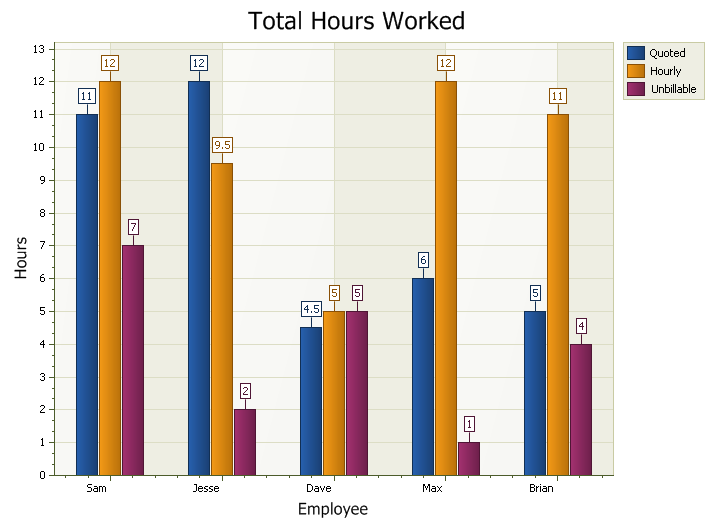 Total Hours Worked
Quoted
Hourly
Unbillable
Hours
13
12
11
10
9
8
7
6
5
4
3
2
1
0
11
12
7
12
9.5
2
4.5
5
5
6
12
1
5
11
4
Sam
Jesse
Dave
Max
Brian
Employee